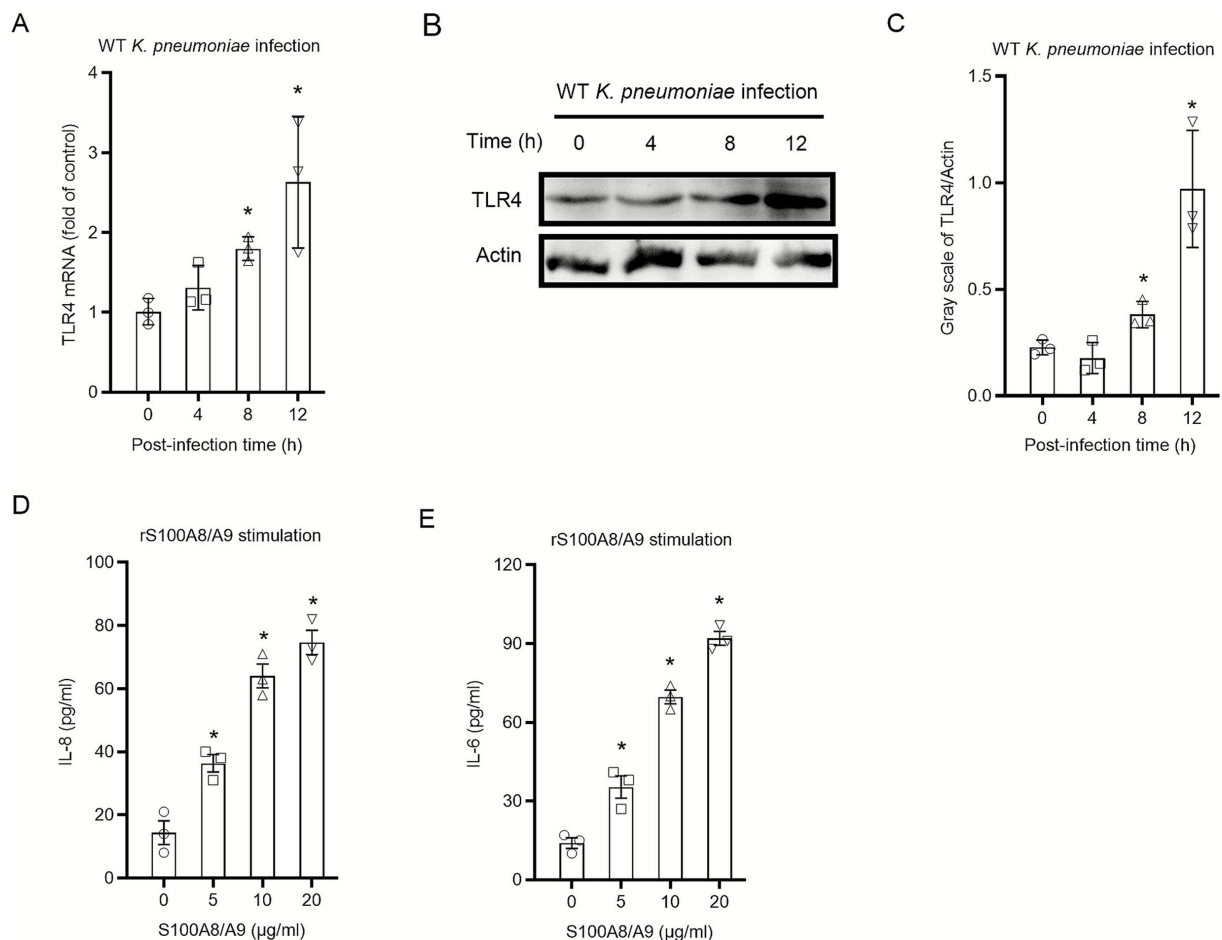 A
WT K. pneumoniae infection
TLR4 mRNA (fold of control)
4
3
2
1
0
*
*
0 4 8 12
Post-infection time (h)
B
WT K. pneumoniae infection
Time (h) 0 4 8 12
TLR4
Actin
C
WT K. pneumoniae infection
Gray scale of TLR4/Actin
1.5
1.0
0.5
0.0
*
*
0 4 8 12
Post-infection time (h)
D
rS100A8/A9 stimulation
IL-8 (pg/ml)
100
80
60
40
20
0
*
*
*
0 5 10 20
S100A8/A9 (μg/ml)
E
rS100A8/A9 stimulation
IL-6 (pg/ml)
120
90
60
30
0
*
*
*
0 5 10 20
S100A8/A9 (μg/ml)